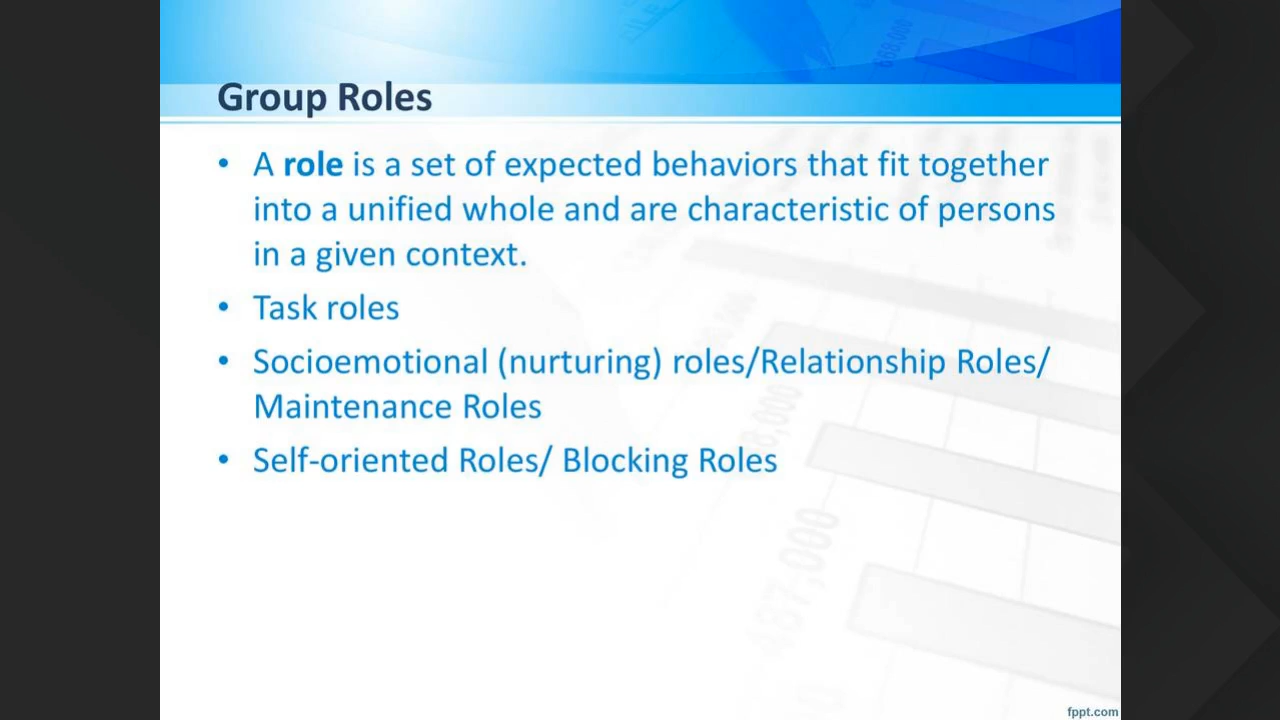 Group Roles
• A role is a set of expected behaviors that fit together
into a unified whole and are characteristic of persons
in a given context.
• Task roles
• Socioemotional (nurturing) roles/Relationship Roles/
Maintenance Roles
• Self-oriented Roles/ Blocking Roles
487,000
fppt.com